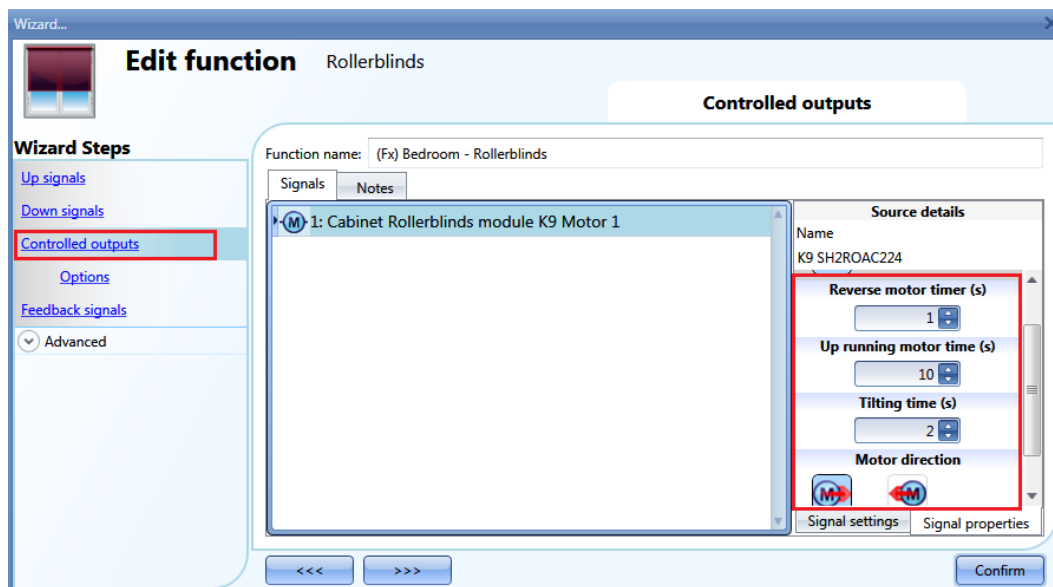 Wizard...
Edit function Rollerblinds
Controlled outputs
Wizard Steps
Up signals
Down signals
Controlled outputs
Options
Feedback signals
Advanced
Function name: (Fx) Bedroom - Rollerblinds
Signals Notes
M 1: Cabinet Rollerblinds module K9 Motor 1
Source details
Name
K9 SH2ROAC224
Reverse motor timer (s)
1
Up running motor time (s)
10
Tilting time (s)
2
Motor direction
M M
Signal settings Signal properties
<<< >>> Confirm